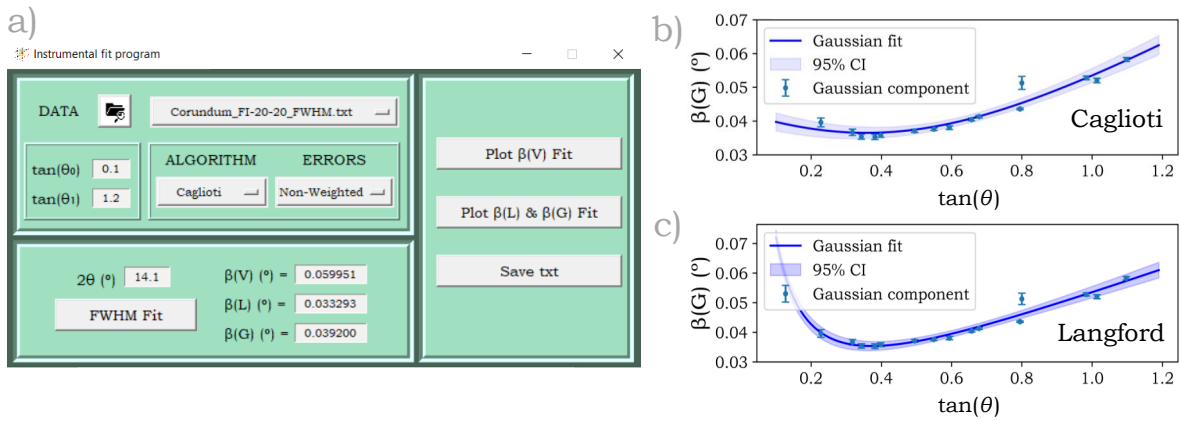 a)
Instrumental fit program
DATA
Corundum_FI-20-20_FWHM.txt
tan(θ₀) 0.1
tan(θ₁) 1.2
ALGORITHM ERRORS
Caglioti Non-Weighted
2θ (º) 14.1
FWHM Fit
β(V) (º) = 0.059951
β(L) (º) = 0.033293
β(G) (º) = 0.039200
Plot β(V) Fit
Plot β(L) & β(G) Fit
Save txt
b)
β(G) (º)
0.07
0.06
0.05
0.04
0.03
Gaussian fit
95% CI
Gaussian component
Caglioti
0.2 0.4 0.6 0.8 1.0 1.2
tan(θ)
c)
β(G) (º)
0.07
0.06
0.05
0.04
0.03
Gaussian fit
95% CI
Gaussian component
Langford
0.2 0.4 0.6 0.8 1.0 1.2
tan(θ)